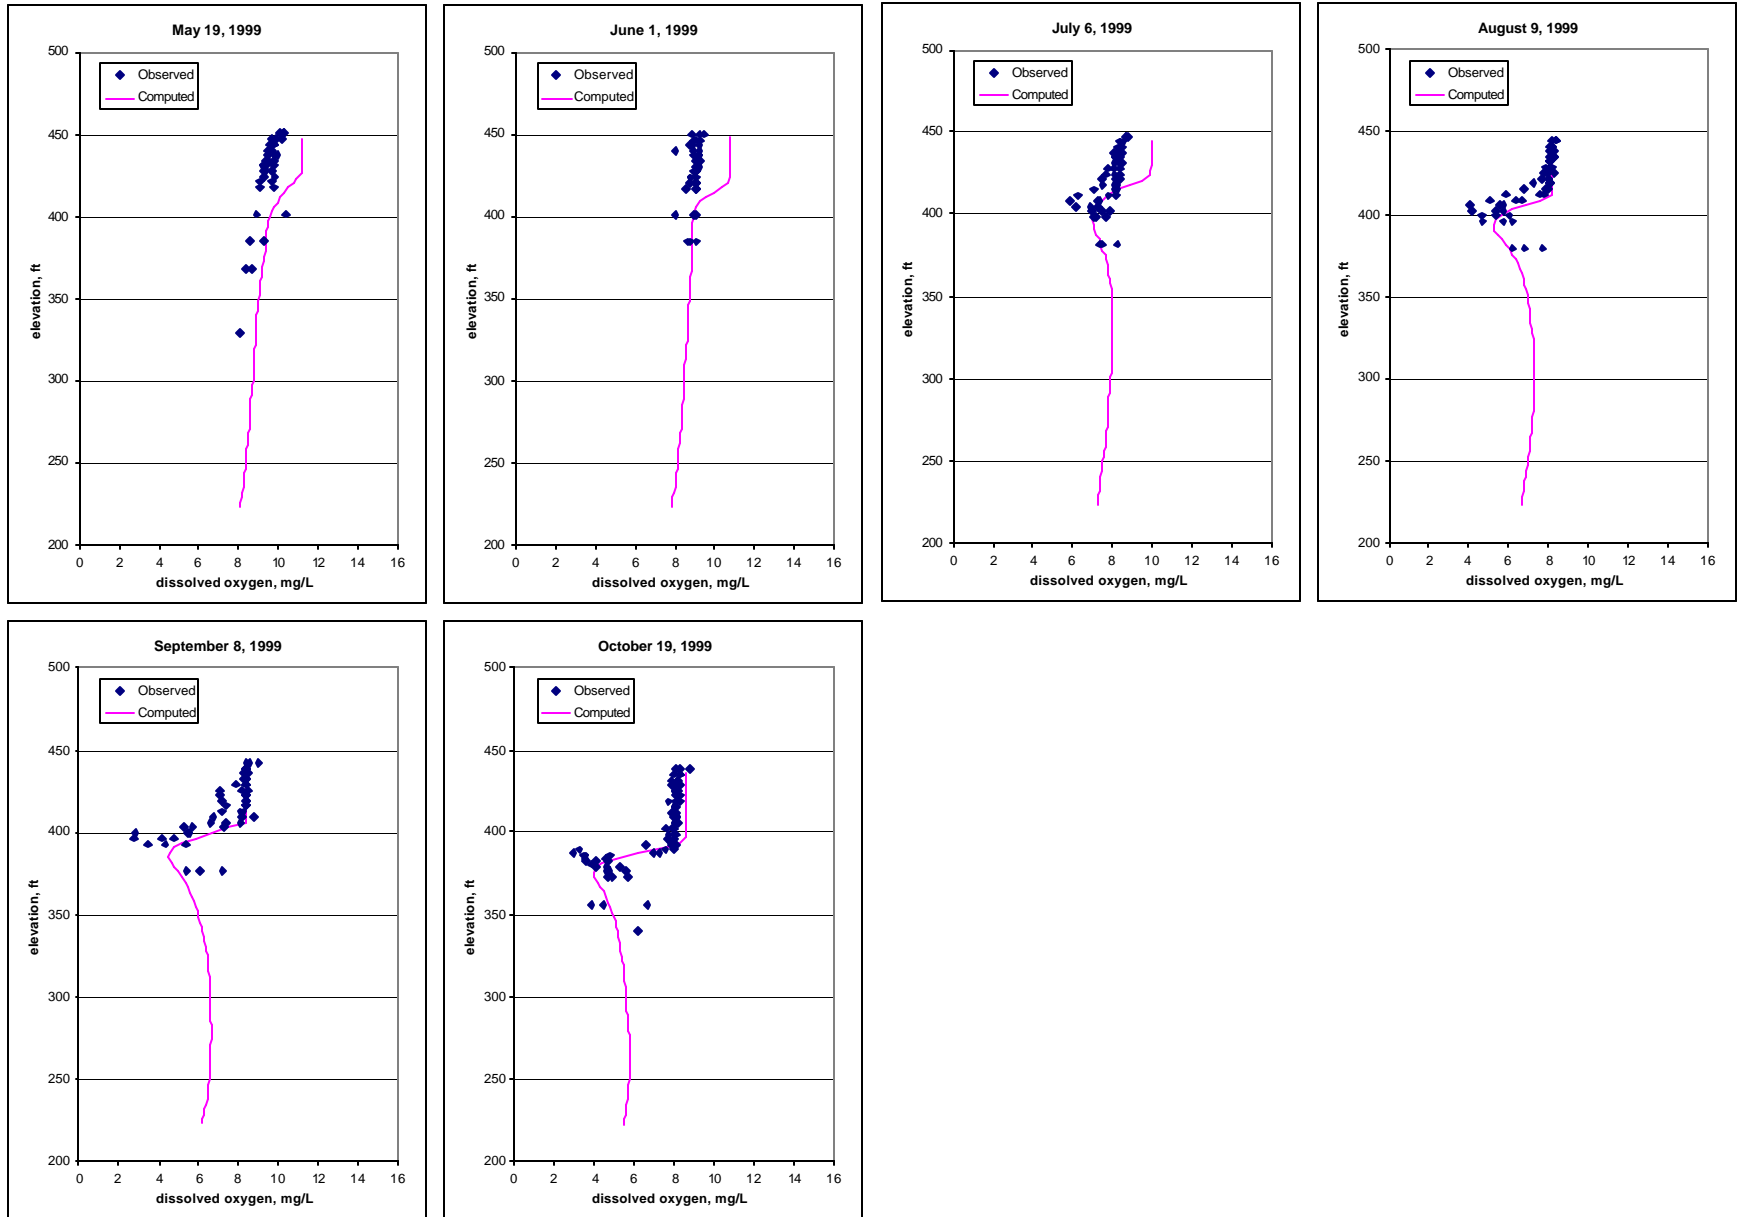 May 19, 1999
500
450
400
350
300
250
200
Observed
Computed
elevation, ft
0 2 4 6 8 10 12 14 16
dissolved oxygen, mg/L
June 1, 1999
500
450
400
350
300
250
200
Observed
Computed
elevation, ft
0 2 4 6 8 10 12 14 16
dissolved oxygen, mg/L
July 6, 1999
500
450
400
350
300
250
200
Observed
Computed
elevation, ft
0 2 4 6 8 10 12 14 16
dissolved oxygen, mg/L
August 9, 1999
500
450
400
350
300
250
200
Observed
Computed
elevation, ft
0 2 4 6 8 10 12 14 16
dissolved oxygen, mg/L
September 8, 1999
500
450
400
350
300
250
200
Observed
Computed
elevation, ft
0 2 4 6 8 10 12 14 16
dissolved oxygen, mg/L
October 19, 1999
500
450
400
350
300
250
200
Observed
Computed
elevation, ft
0 2 4 6 8 10 12 14 16
dissolved oxygen, mg/L